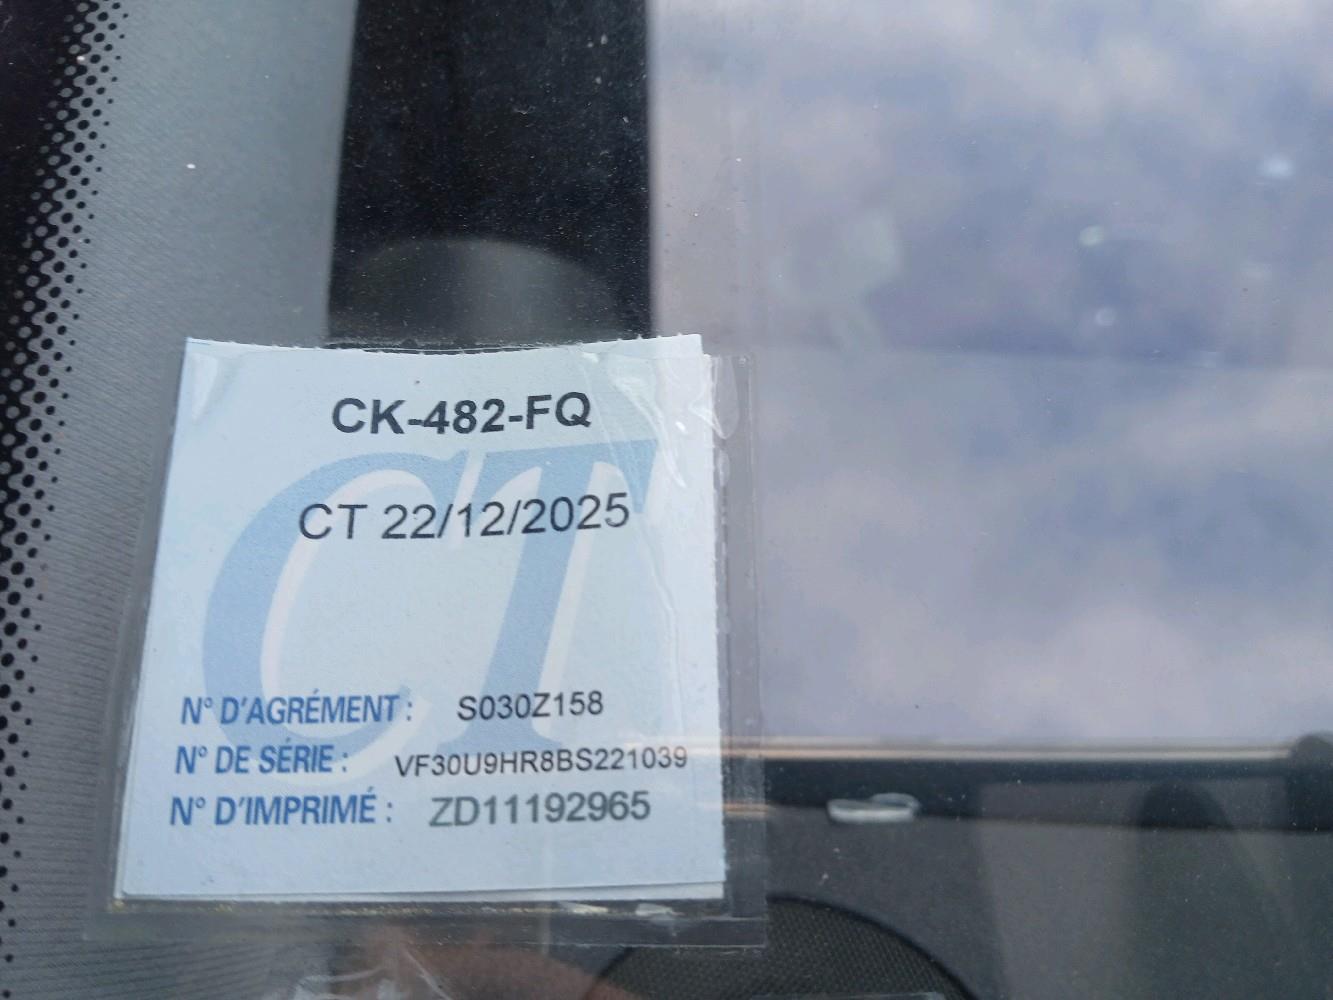 CK-482-FQ
CT 22/12/2025
CT
N° D'AGRÉMENT : S030Z158
N° DE SÉRIE : VF30U9HR8BS221039
N° D'IMPRIMÉ : ZD11192965